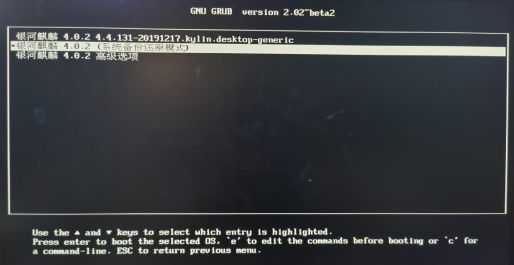 GNU GRUB version 2.02~beta2
银河麒麟 4.0.2 4.4.131-20191217.kylin.desktop-generic
*银河麒麟 4.0.2 (系统备份还原模式)
银河麒麟 4.0.2 高级选项
Use the ▲ and ▼ keys to select which entry is highlighted.
Press enter to boot the selected OS, `e' to edit the commands before booting or `c' for
a command-line. ESC to return previous menu.